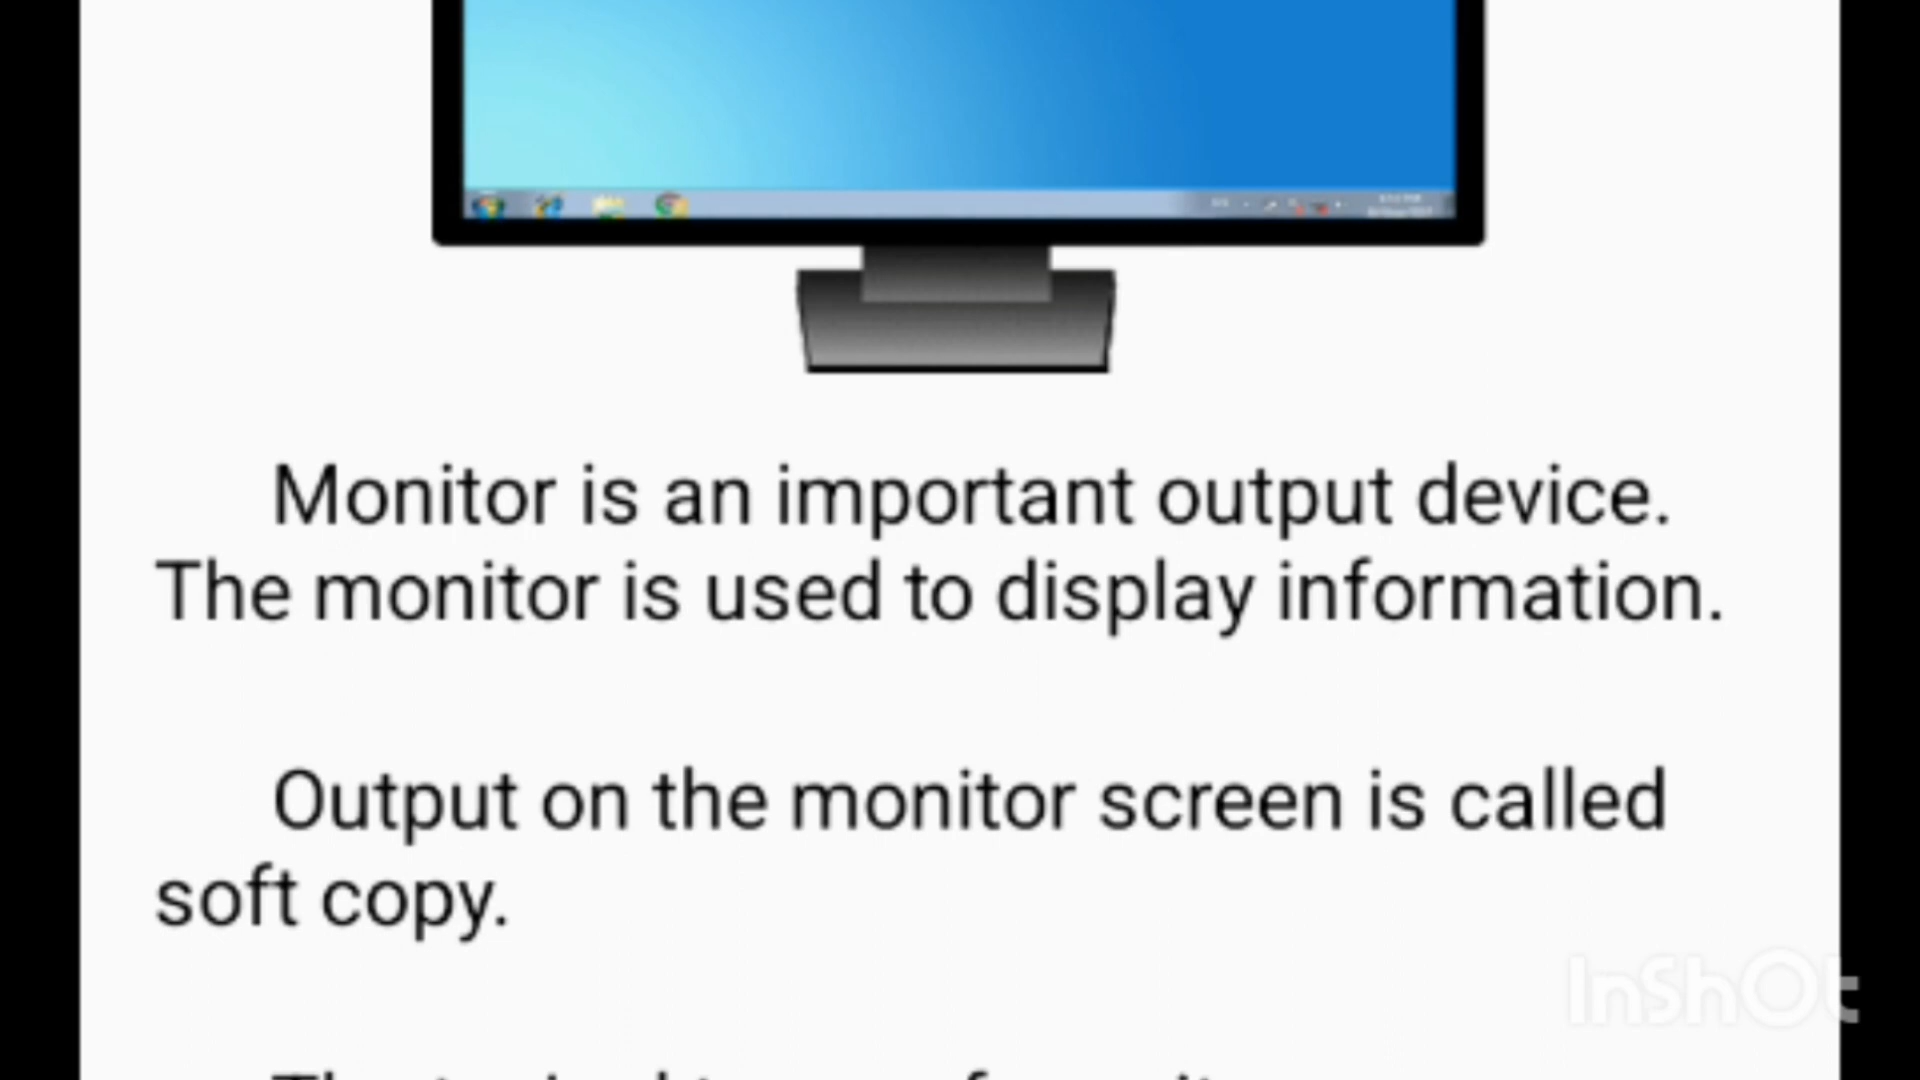 Monitor is an important output device.
The monitor is used to display information.
Output on the monitor screen is called
soft copy.
InShOt